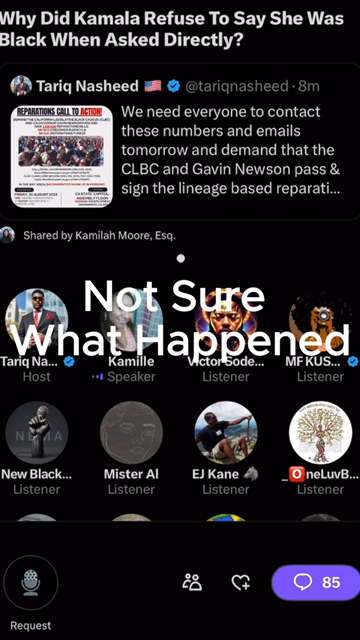 Why Did Kamala Refuse To Say She Was
Black When Asked Directly?
Tariq Nasheed 🇺🇸 @tariqnasheed · 8m
REPARATIONS CALL TO ACTION!
We need everyone to contact
these numbers and emails
tomorrow and demand that the
CLBC and Gavin Newson pass &
sign the lineage based reparati...
Shared by Kamilah Moore, Esq.
Not Sure
What Happened
Tariq Na...
Host
Kamille
Speaker
Victor Sode...
Listener
MF KUS...
Listener
New Black...
Listener
Mister Al
Listener
EJ Kane
Listener
_🅾️neLuvB...
Listener
Request
85